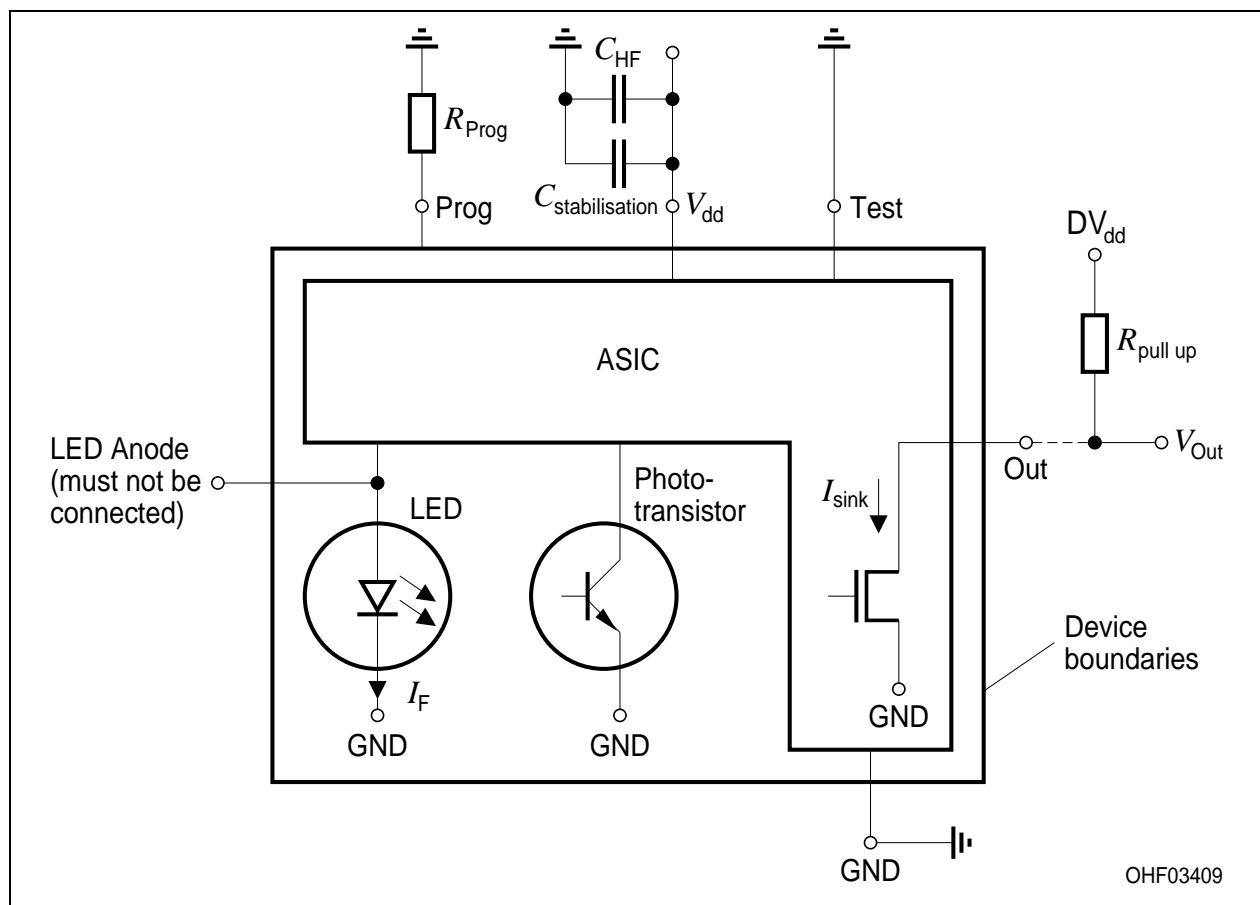 C_HF
R_Prog
Prog
C_stabilisation
V_dd
Test
DV_dd
R_pull up
ASIC
LED Anode
(must not be
connected)
LED
Photo-
transistor
I_sink
Out
V_Out
I_F
GND
GND
GND
Device
boundaries
GND
OHF03409